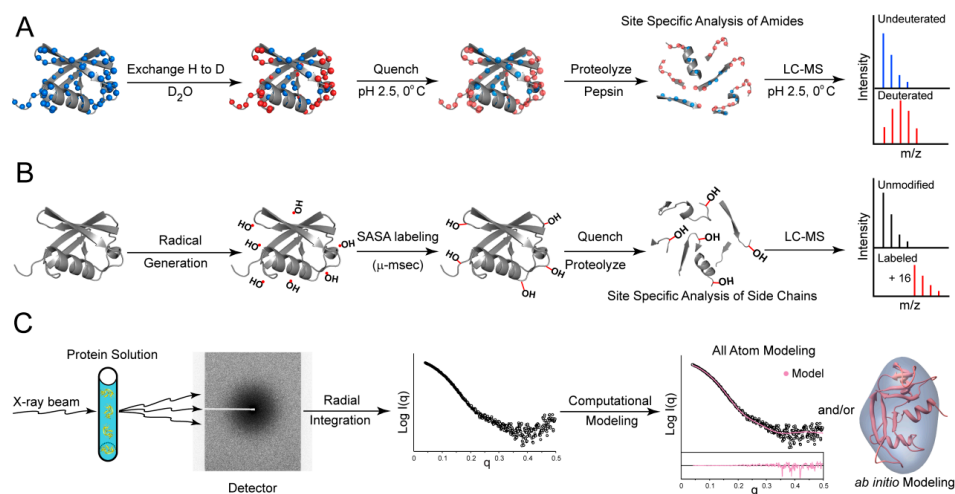 A
Exchange H to D
D₂O
Quench
pH 2.5, 0°C
Proteolyze
Pepsin
Site Specific Analysis of Amides
LC-MS
pH 2.5, 0°C
Undeuterated
Intensity
Deuterated
m/z
B
Radical
Generation
HO•
HO•
HO•
HO•
HO•
•OH
OH
SASA labeling
(µ-msec)
HO
HO
OH
OH
OH
Quench
Proteolyze
OH
OH
OH
OH
OH
Site Specific Analysis of Side Chains
LC-MS
Unmodified
Intensity
Labeled
+ 16
m/z
C
Protein Solution
X-ray beam
Detector
Radial
Integration
Log I(q)
0.0 0.1 0.2 0.3 0.4 0.5
q
Computational
Modeling
All Atom Modeling
Model
Log I(q)
0.0 0.1 0.2 0.3 0.4 0.5
q
and/or
ab initio Modeling